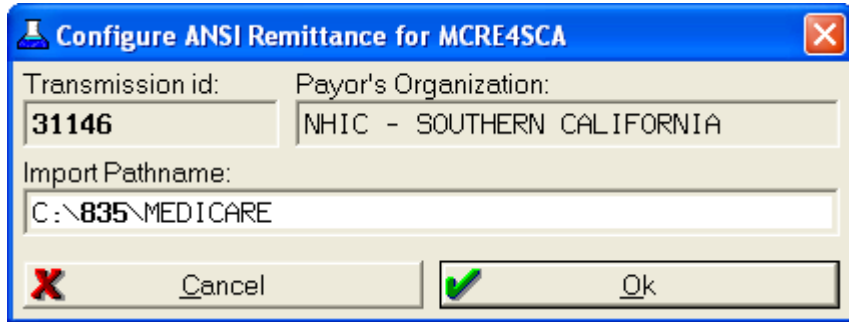 Configure ANSI Remittance for MCRE4SCA
Transmission id: Payor's Organization:
31146 NHIC - SOUTHERN CALIFORNIA
Import Pathname:
C:\835\MEDICARE
Cancel Ok